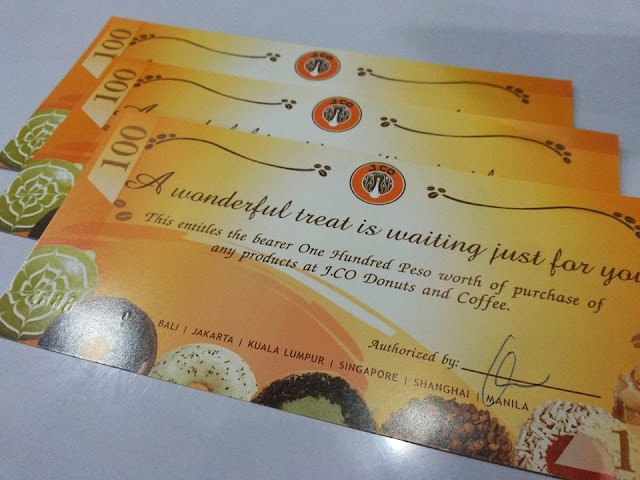 100
100
100
J.CO
A wonderful treat is waiting just for you
This entitles the bearer One Hundred Peso worth of purchase of
any products at J.CO Donuts and Coffee.
Authorized by:
BALI | JAKARTA | KUALA LUMPUR | SINGAPORE | SHANGHAI | MANILA